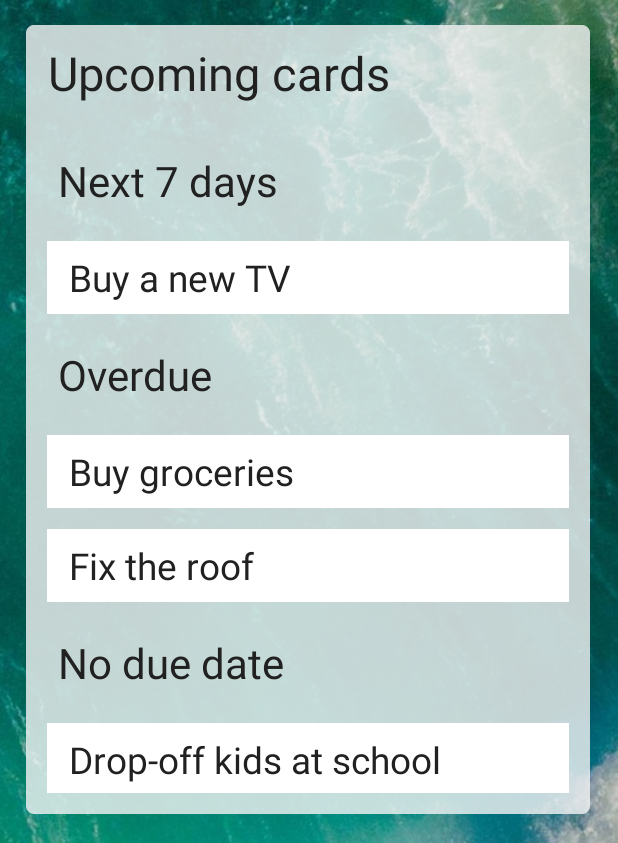 Upcoming cards
Next 7 days
Buy a new TV
Overdue
Buy groceries
Fix the roof
No due date
Drop-off kids at school